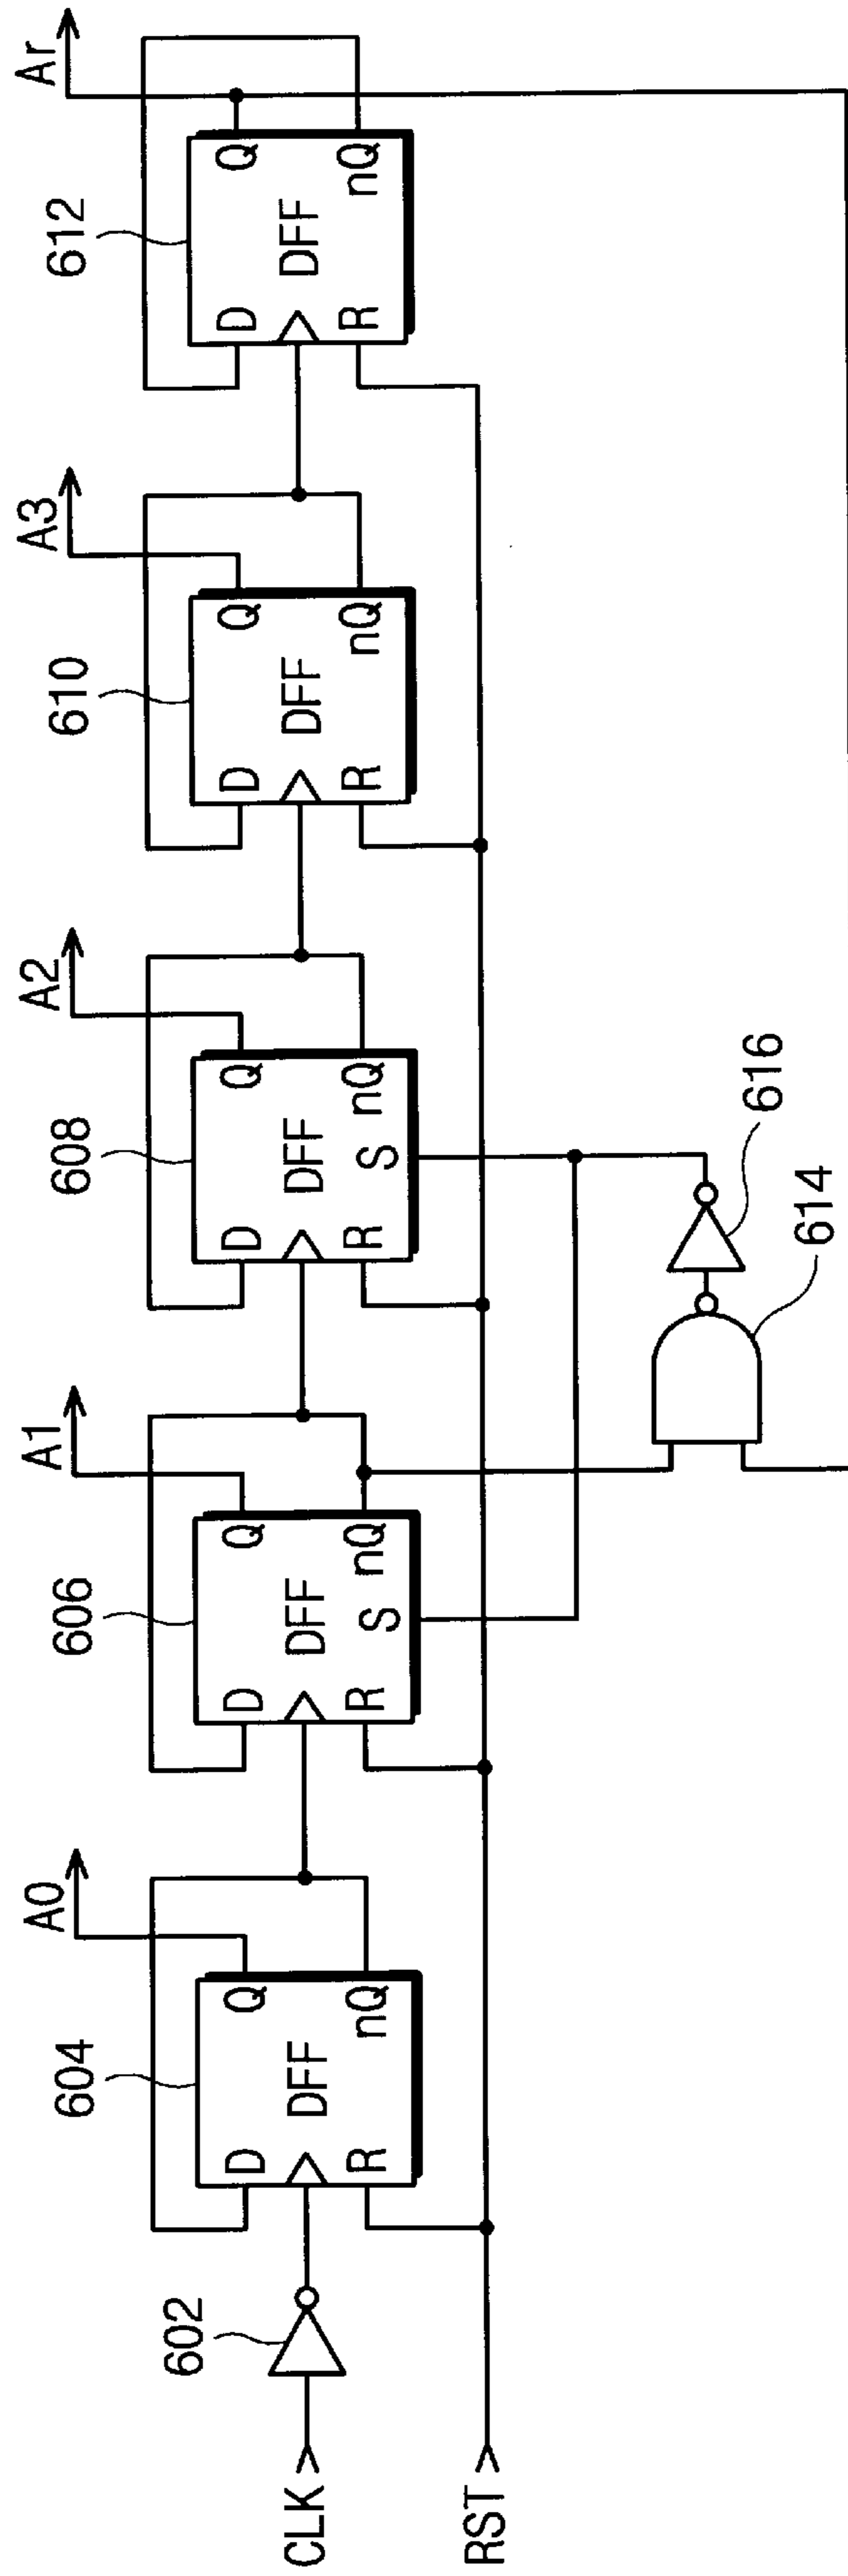 A0
A1
A2
A3
Ar
604
606
608
610
612
D
Q
D
Q
D
Q
D
Q
D
Q
602
DFF
DFF
DFF
DFF
DFF
CLK
R
nQ
R
S
nQ
R
S
nQ
R
nQ
R
nQ
RST
616
614